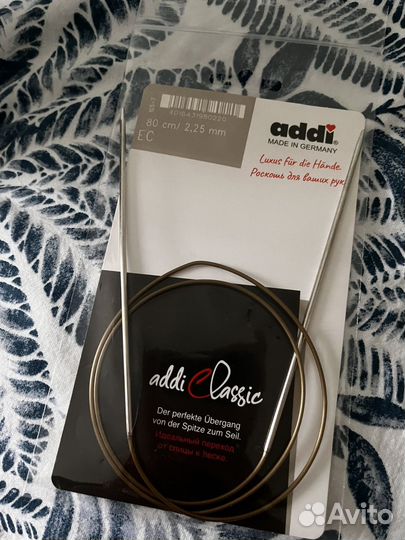 4016431980220
80 cm/ 2,25 mm
EC
addi
MADE IN GERMANY
Luxus für die Hände.
Роскошь для ваших рук
addi Classic
Der perfekte Übergang
von der Spitze zum Seil.
Идеальный переход
от спицы к леске.
Avito